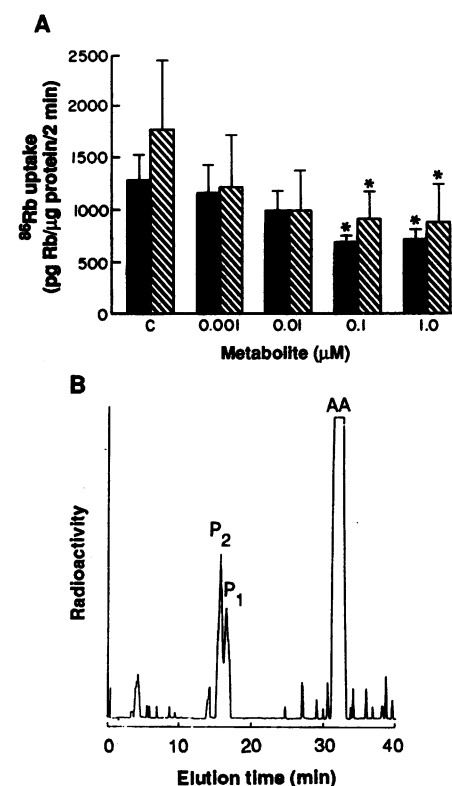 A
2500
2000
1500
1000
500
0
⁸⁶Rb uptake
(pg Rb/μg protein/2 min)
* * * *
C 0.001 0.01 0.1 1.0
Metabolite (μM)
B
AA
P₂
P₁
Radioactivity
0 10 20 30 40
Elution time (min)